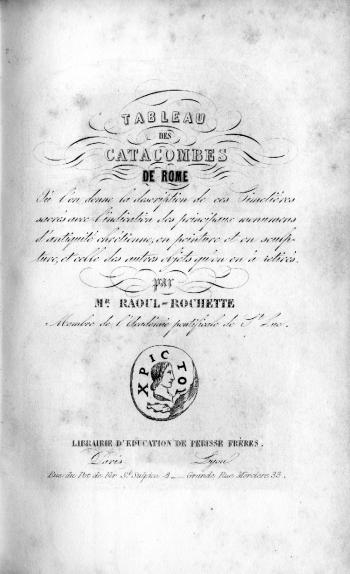 TABLEAU
DES
CATACOMBES
DE ROME
Où l'on donne la description de ces Cimetières
sacrés avec l'indication des principaux monumens
d'antiquité chrétienne, en peinture et en sculp-
ture, et celle des autres objets qu'on en a retirés.
par
Mr. RAOUL-ROCHETTE
Membre de l'Académie pontificale de St. Luc.
XPICTOY
LIBRAIRIE D'EDUCATION DE PERISSE FRÈRES.
Paris Lyon
Rue du Pot de Fer St. Sulpice 8. Grande Rue Mercière 33.